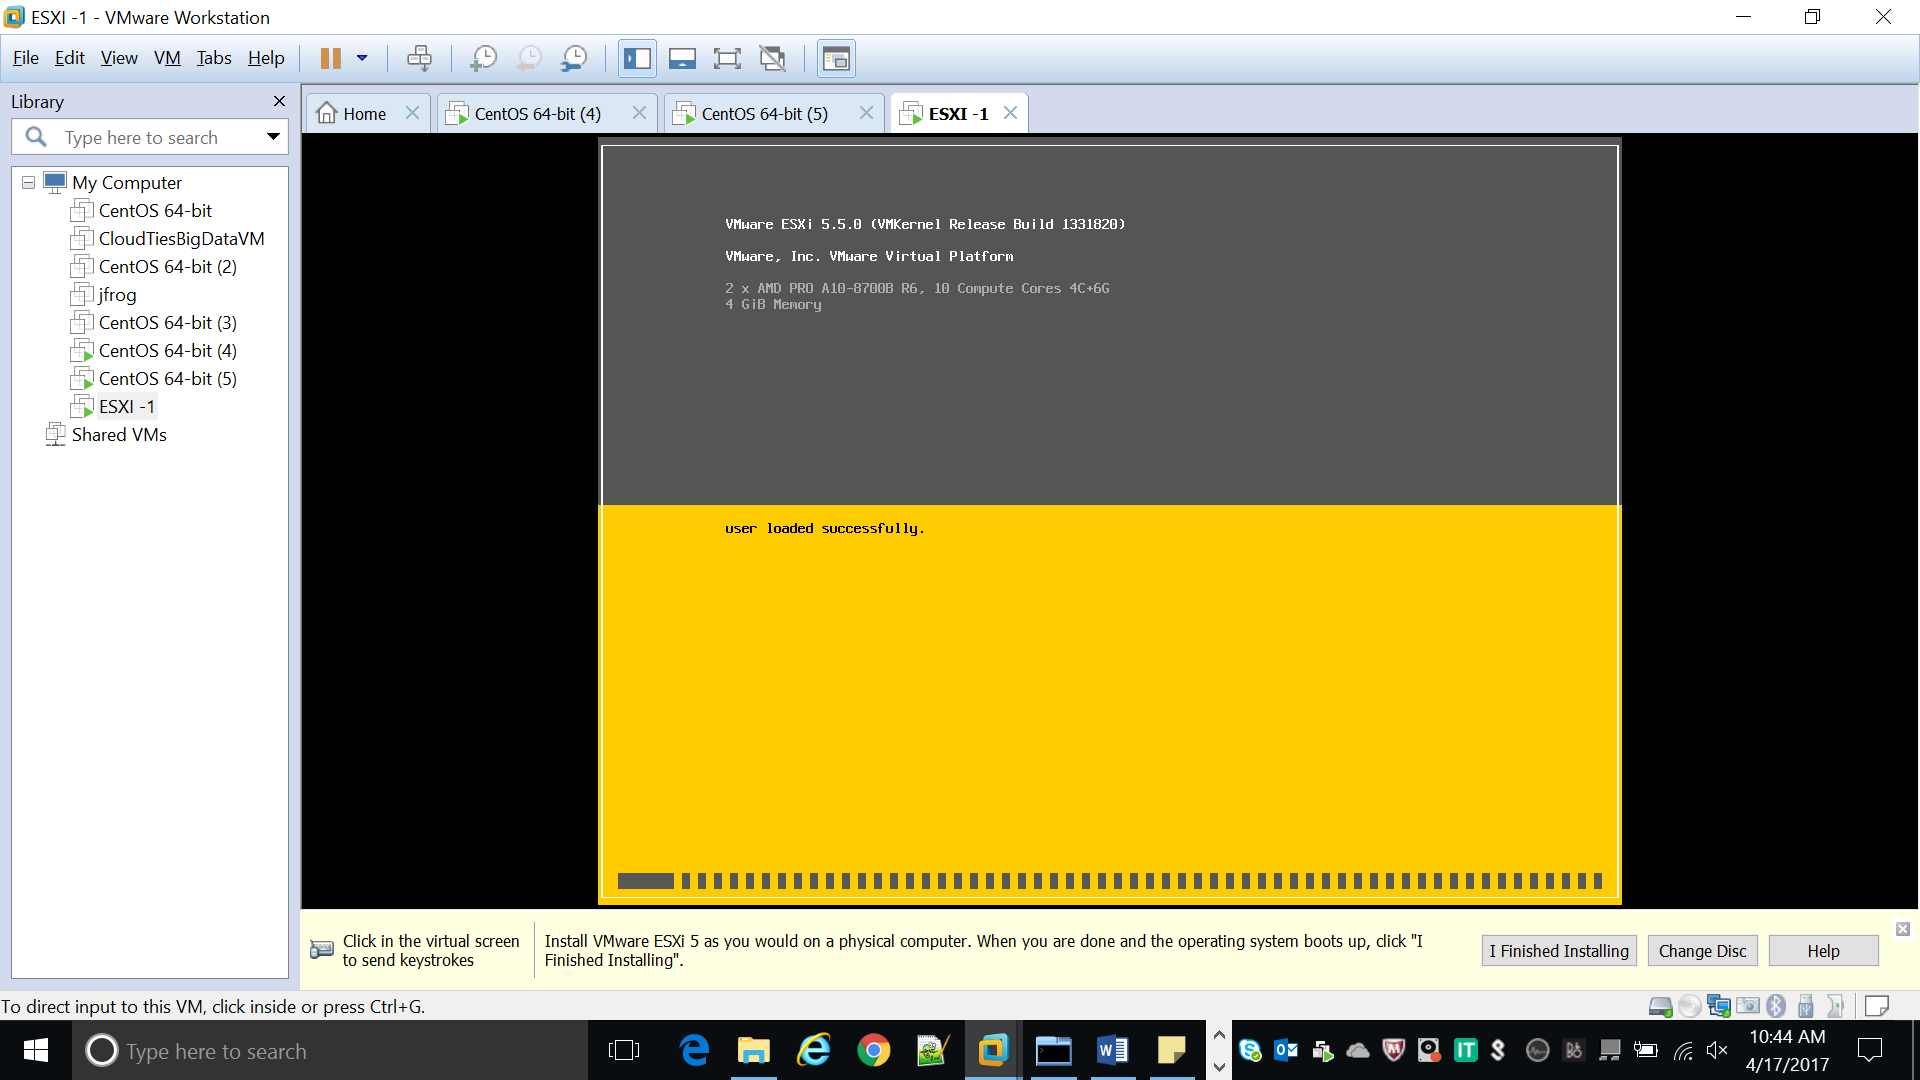 ESXI -1 - VMware Workstation
File Edit View VM Tabs Help
Library
Type here to search
My Computer
CentOS 64-bit
CloudTiesBigDataVM
CentOS 64-bit (2)
jfrog
CentOS 64-bit (3)
CentOS 64-bit (4)
CentOS 64-bit (5)
ESXI -1
Shared VMs
Home
CentOS 64-bit (4)
CentOS 64-bit (5)
ESXI -1
VMware ESXi 5.5.0 (VMKernel Release Build 1331820)
VMware, Inc. VMware Virtual Platform
2 x AMD PRO A10-8700B R6, 10 Compute Cores 4C+6G
4 GiB Memory
user loaded successfully.
Click in the virtual screen
to send keystrokes
Install VMware ESXi 5 as you would on a physical computer. When you are done and the operating system boots up, click "I
Finished Installing".
I Finished Installing
Change Disc
Help
To direct input to this VM, click inside or press Ctrl+G.
Type here to search
IT
10:44 AM
4/17/2017